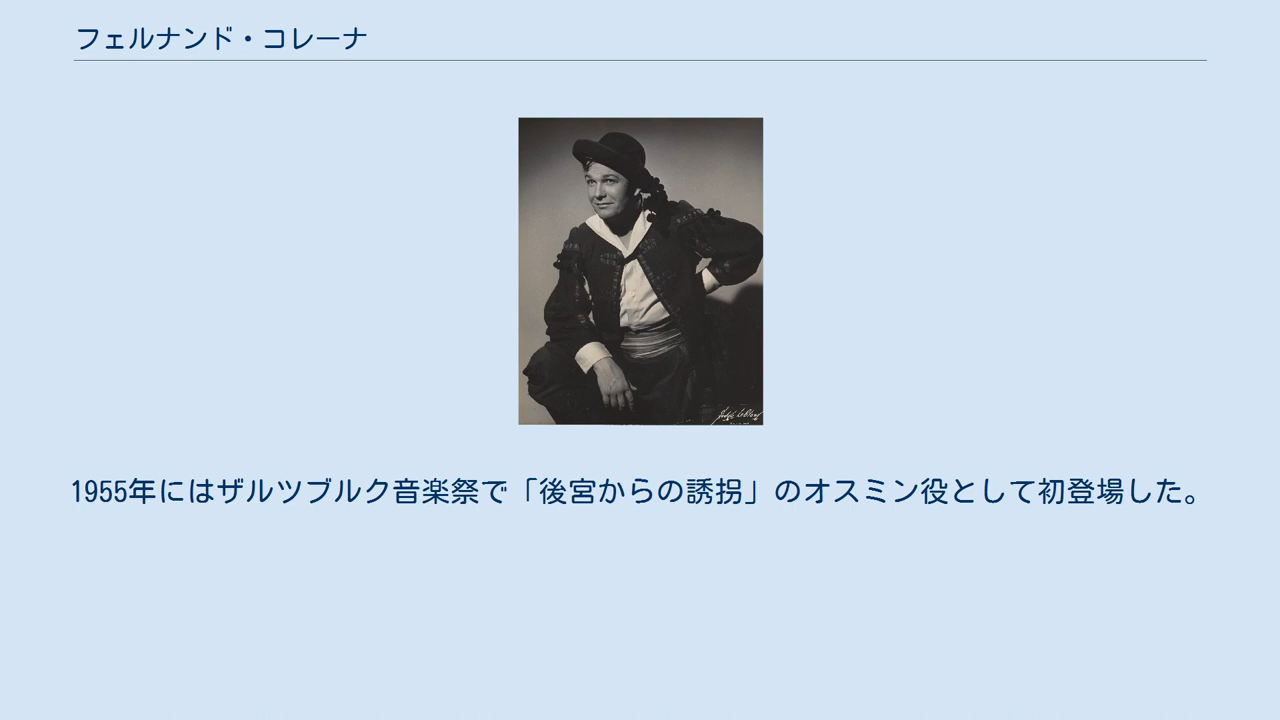 フェルナンド・コレーナ
1955年にはザルツブルク音楽祭で「後宮からの誘拐」のオスミン役として初登場した。